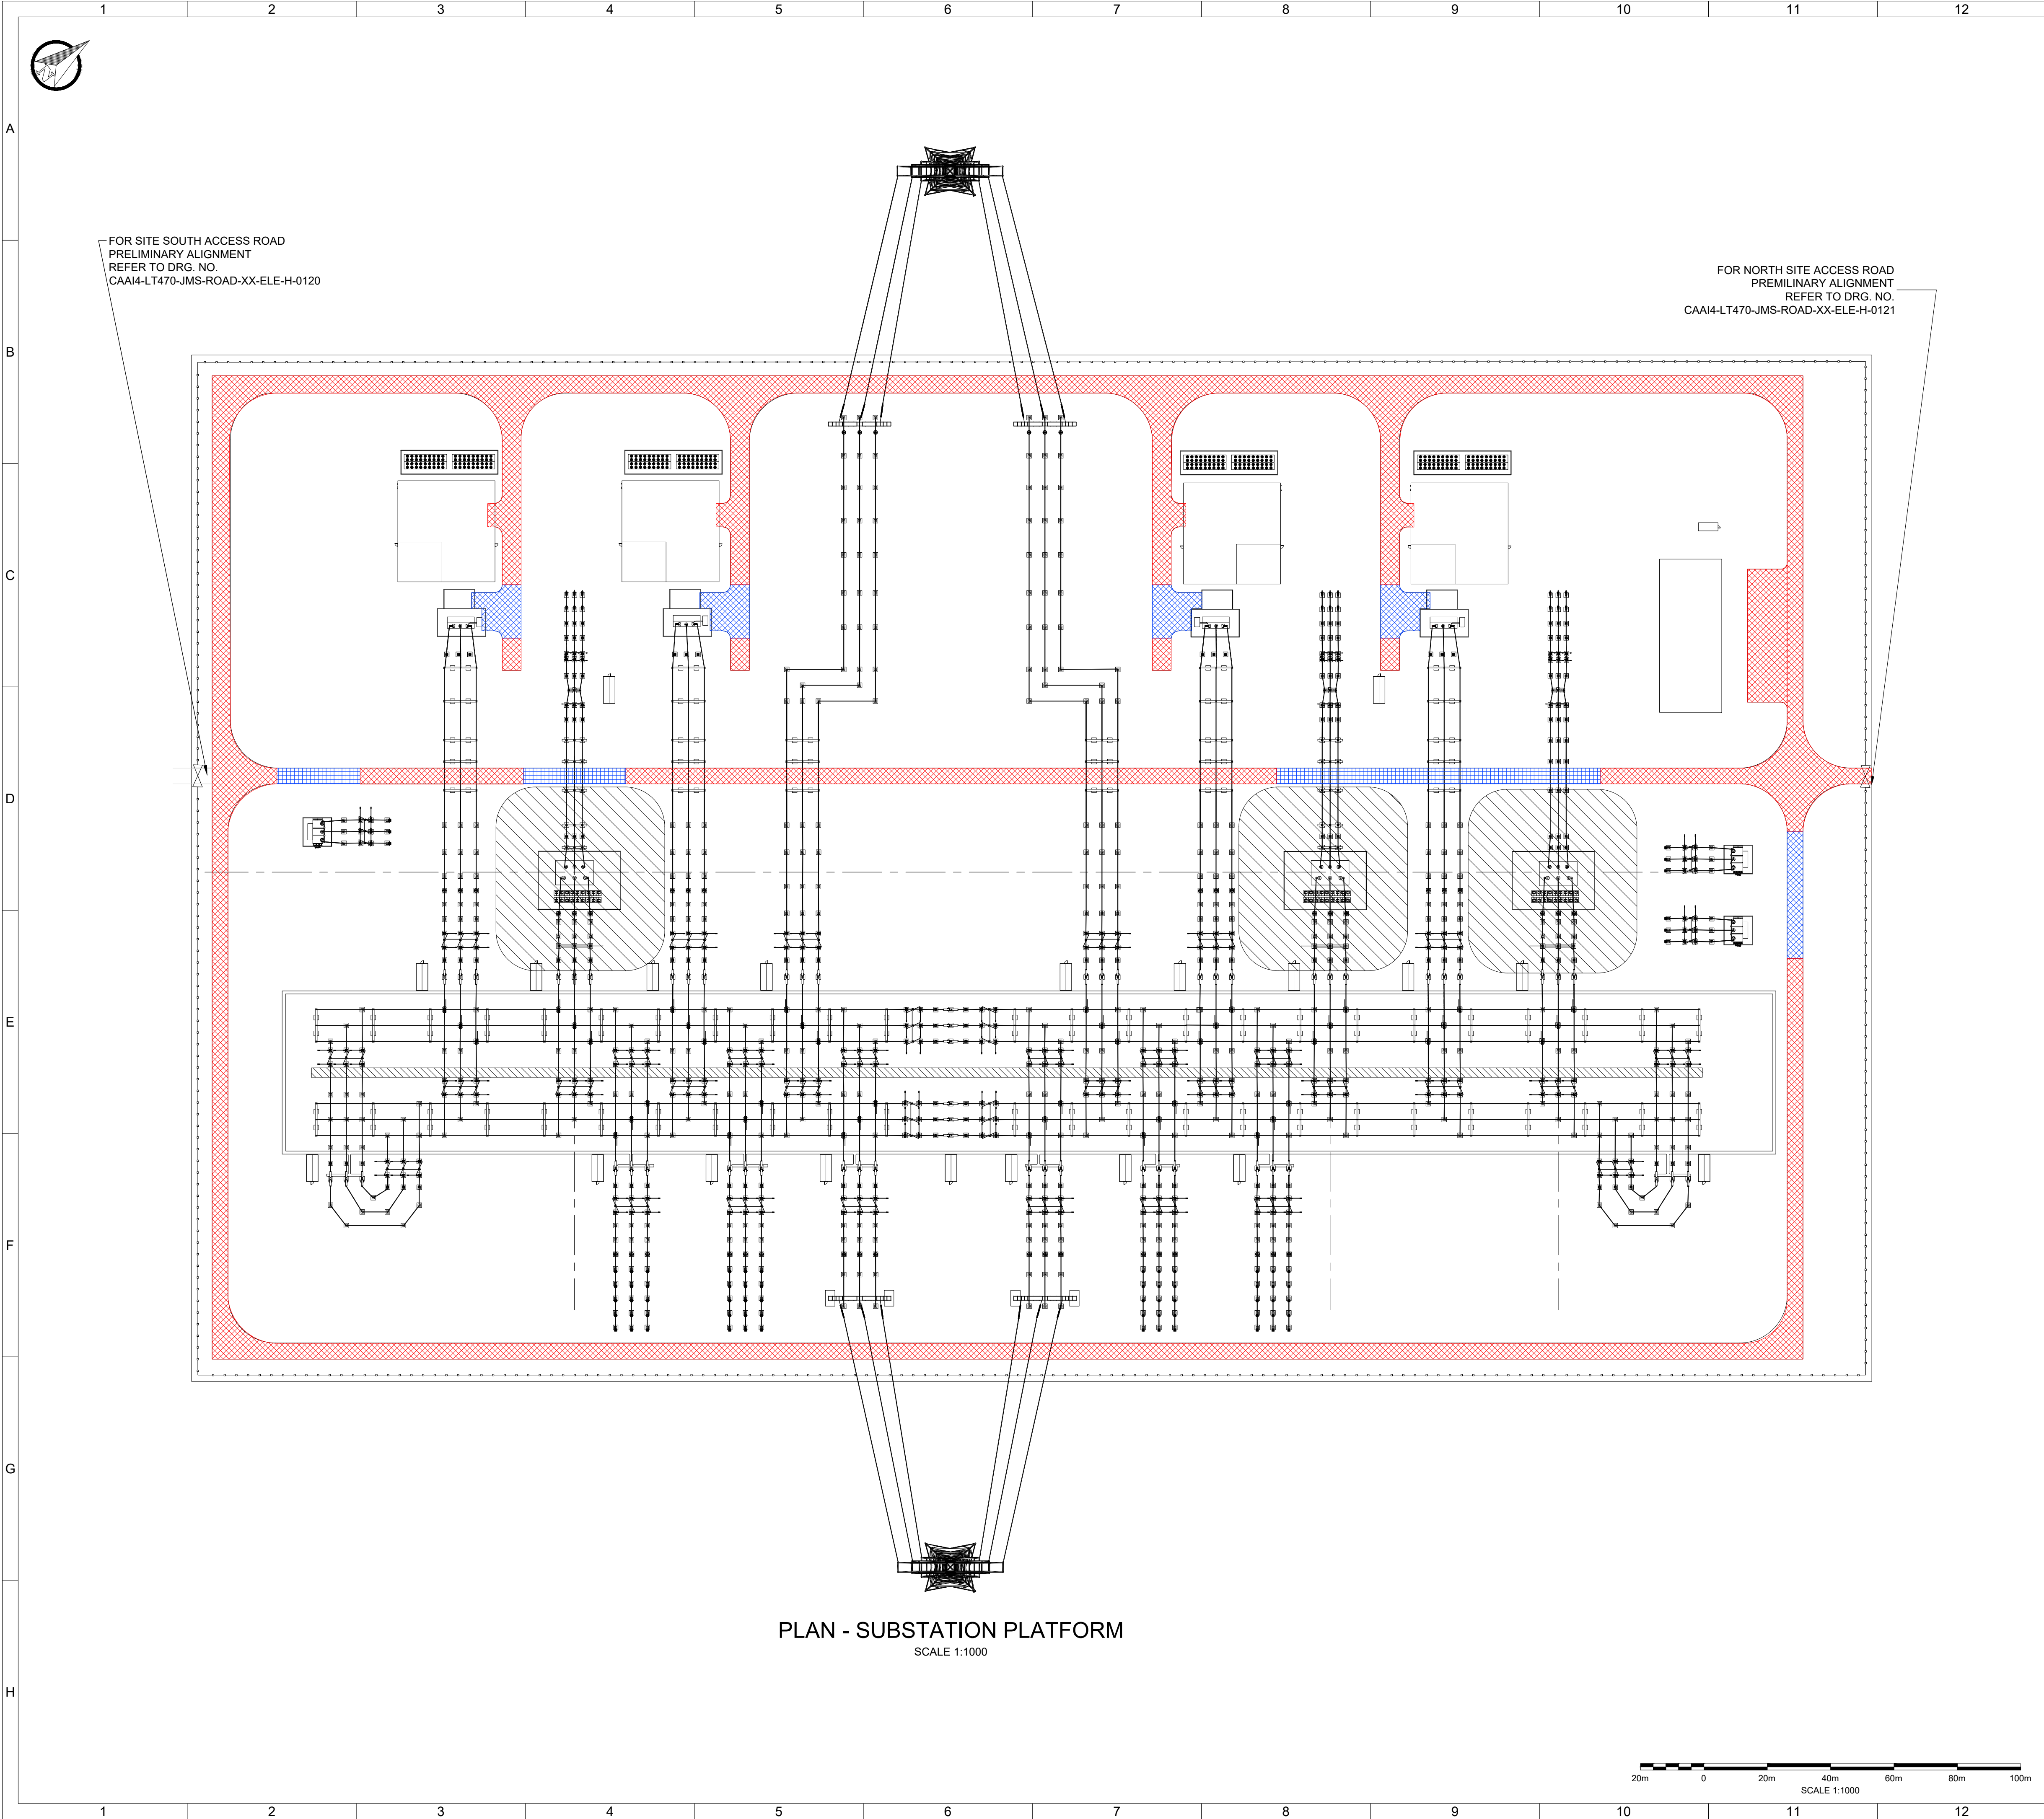 1 2 3 4 5 6 7 8 9 10 11 12
A
FOR SITE SOUTH ACCESS ROAD
PRELIMINARY ALIGNMENT
REFER TO DRG. NO.
CAAI4-LT470-JMS-ROAD-XX-ELE-H-0120
FOR NORTH SITE ACCESS ROAD
PREMILINARY ALIGNMENT
REFER TO DRG. NO.
CAAI4-LT470-JMS-ROAD-XX-ELE-H-0121
B
C
D
E
F
G
PLAN - SUBSTATION PLATFORM
SCALE 1:1000
H
20m 0 20m 40m 60m 80m 100m
SCALE 1:1000
1 2 3 4 5 6 7 8 9 10 11 12